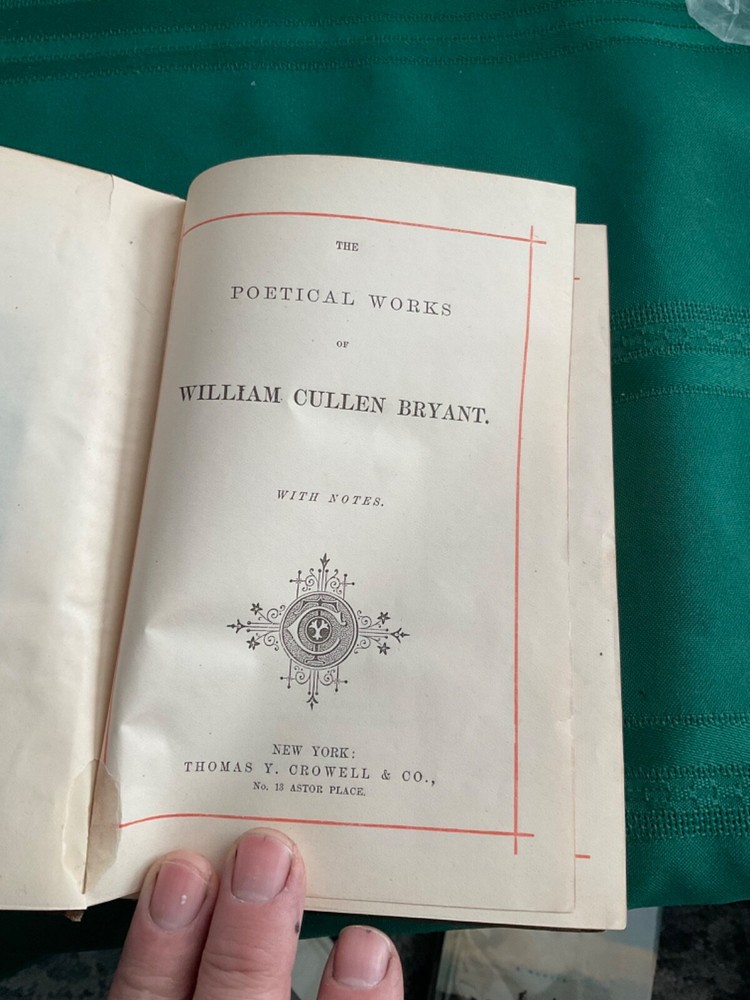 THE
POETICAL WORKS
OF
WILLIAM CULLEN BRYANT.
WITH NOTES.
NEW YORK:
THOMAS Y. CROWELL & CO.,
No. 13 ASTOR PLACE.